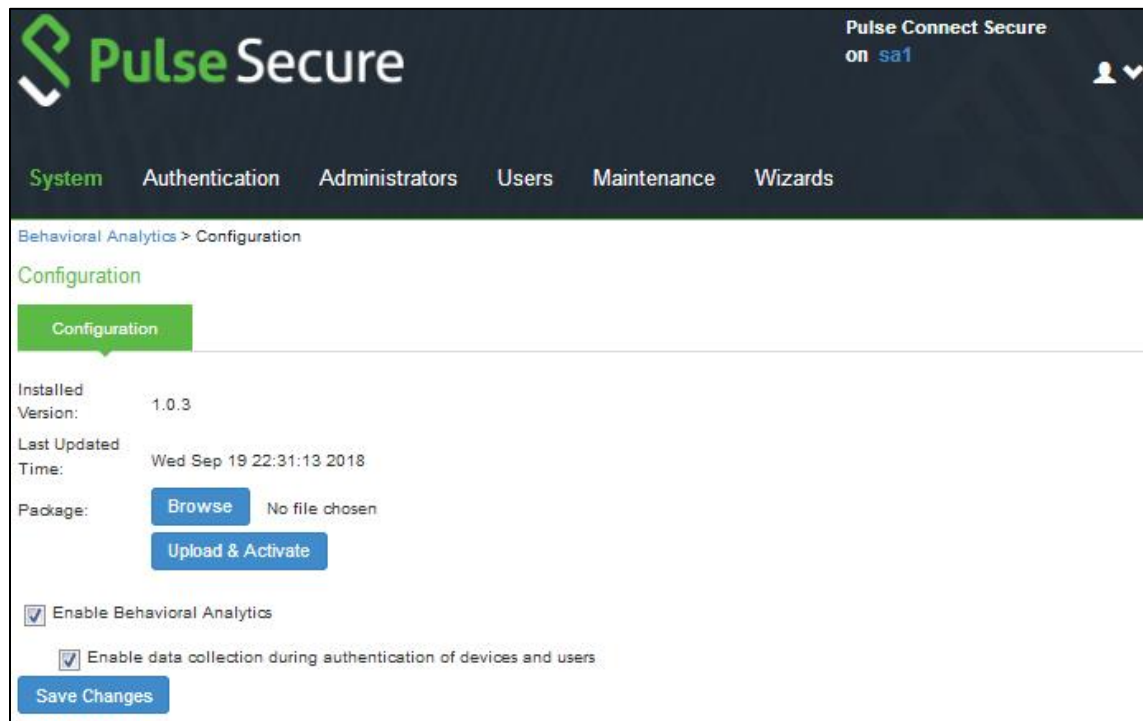 Pulse Secure
Pulse Connect Secure
on sa1
System Authentication Administrators Users Maintenance Wizards
Behavioral Analytics > Configuration
Configuration
Configuration
Installed
Version:
1.0.3
Last Updated
Time:
Wed Sep 19 22:31:13 2018
Package:
Browse No file chosen
Upload & Activate
Enable Behavioral Analytics
Enable data collection during authentication of devices and users
Save Changes